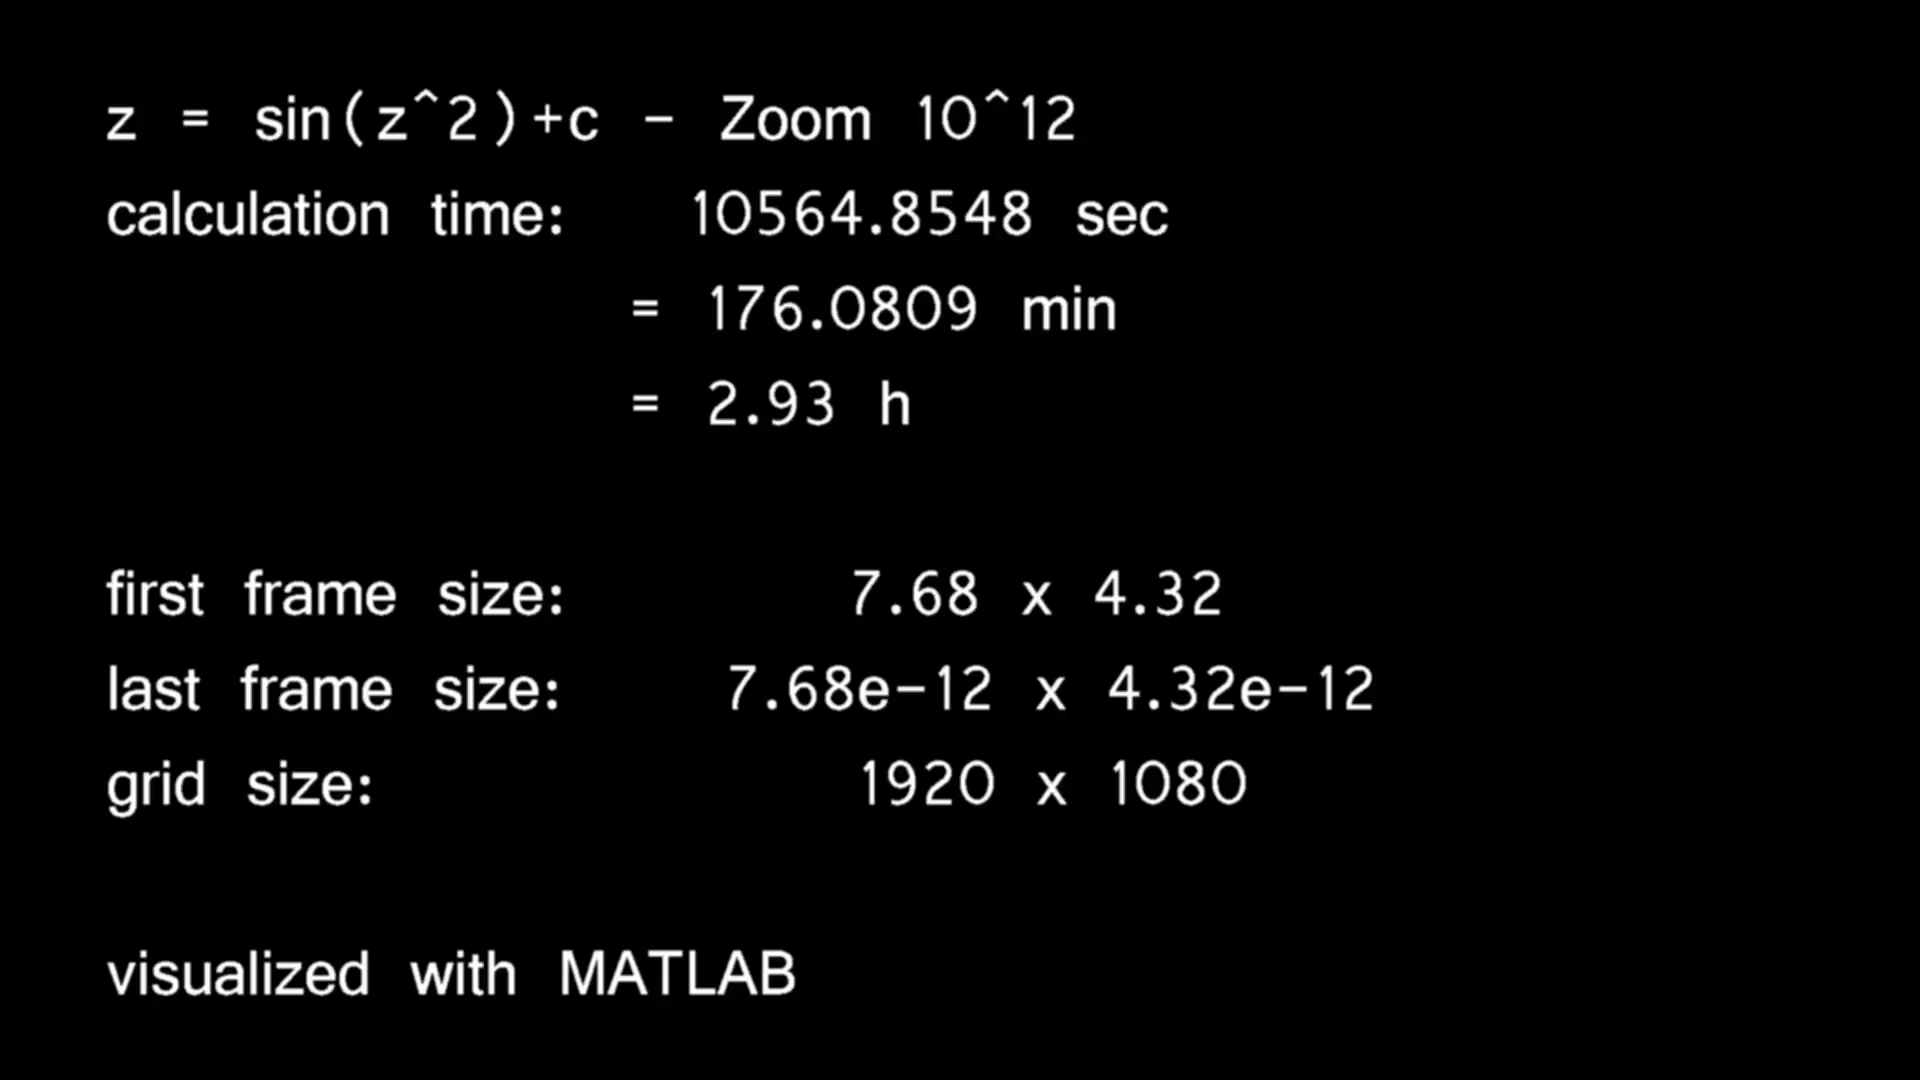 z = sin(z^2)+c - Zoom 10^12
calculation time: 10564.8548 sec
= 176.0809 min
= 2.93 h
first frame size: 7.68 x 4.32
last frame size: 7.68e-12 x 4.32e-12
grid size: 1920 x 1080
visualized with MATLAB